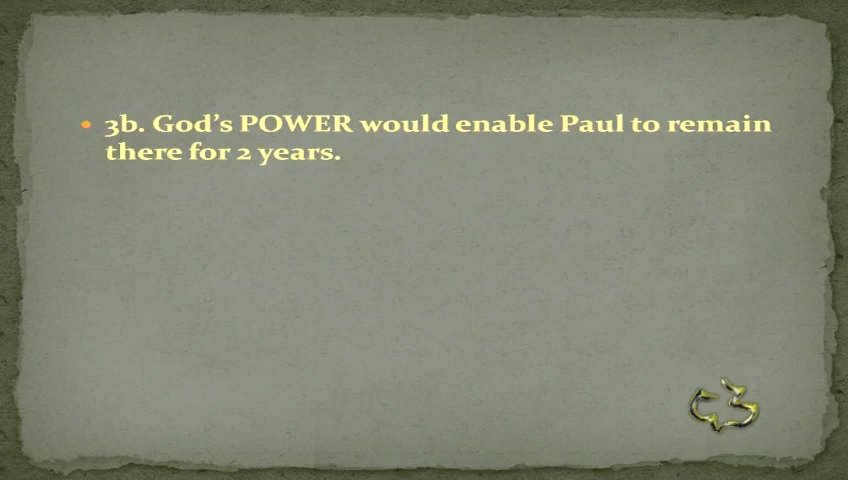 • 3b. God’s POWER would enable Paul to remain
there for 2 years.